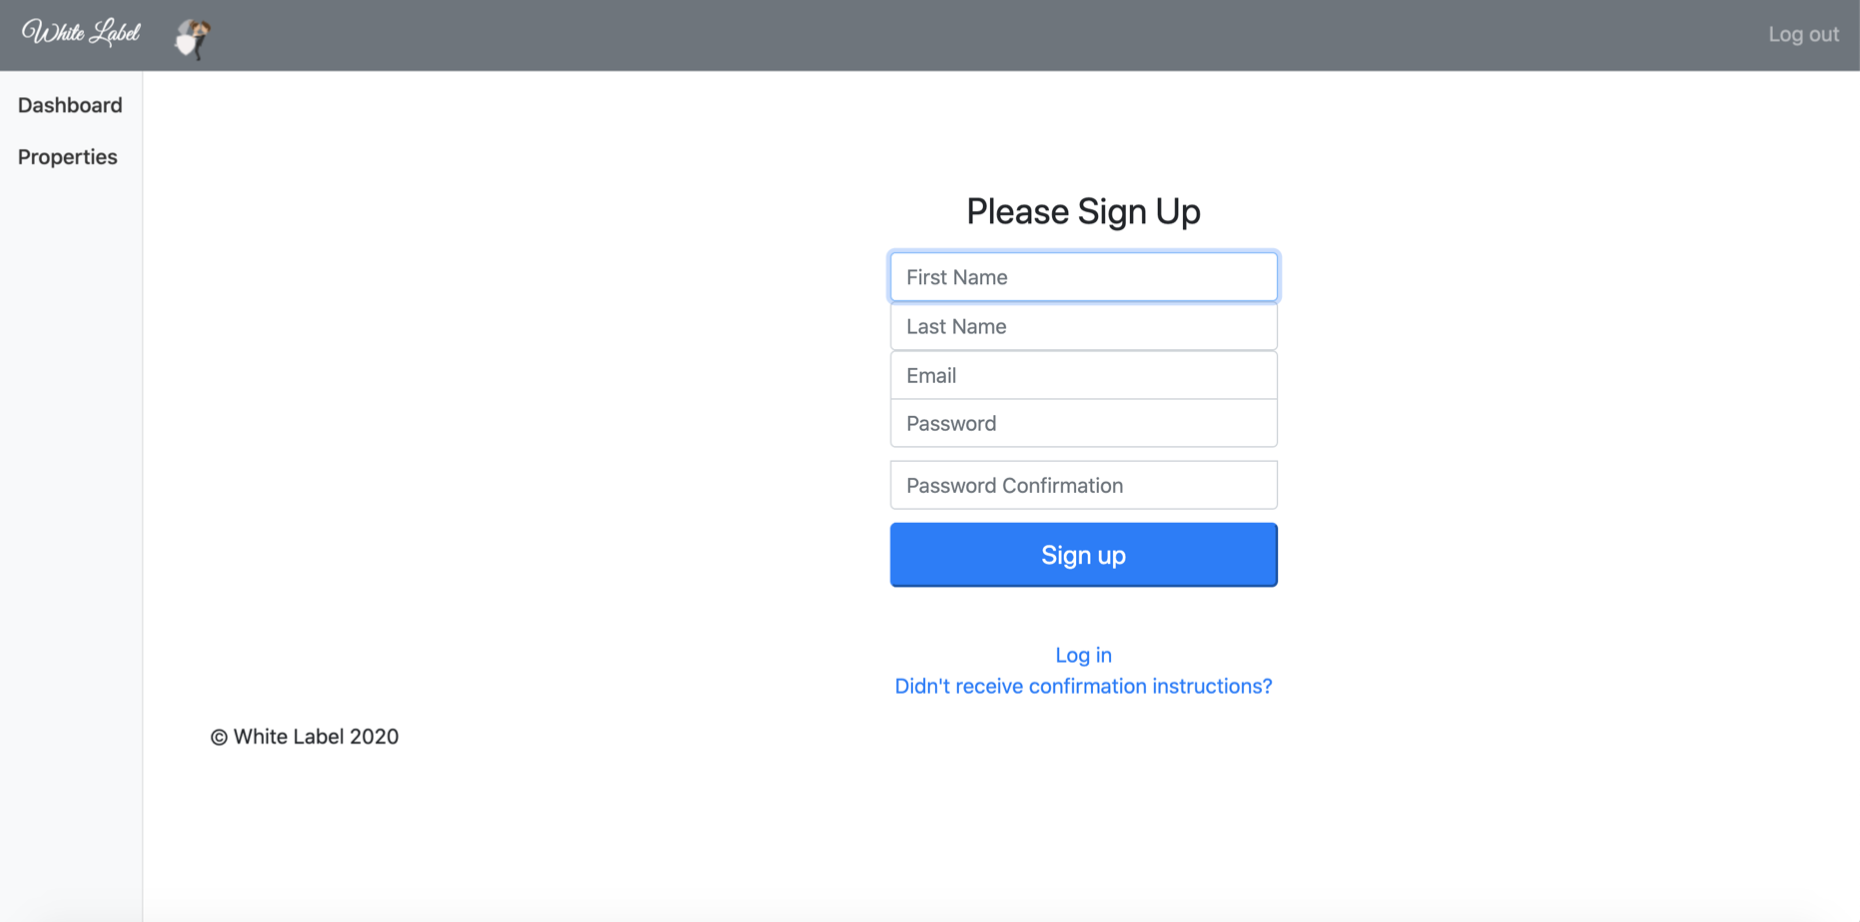 White Label
Log out
Dashboard
Properties
Please Sign Up
First Name
Last Name
Email
Password
Password Confirmation
Sign up
Log in
Didn't receive confirmation instructions?
© White Label 2020